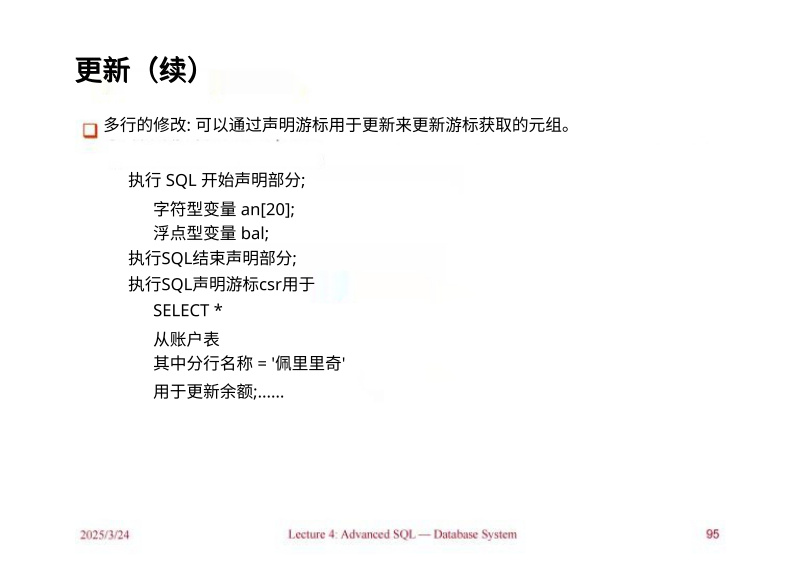 更新（续）
多行的修改: 可以通过声明游标用于更新来更新游标获取的元组。
执行 SQL 开始声明部分;
字符型变量 an[20];
浮点型变量 bal;
执行SQL结束声明部分;
执行SQL声明游标csr用于
SELECT *
从账户表
其中分行名称 = '佩里里奇'
用于更新余额;......
2025/3/24
Lecture 4: Advanced SQL — Database System
95